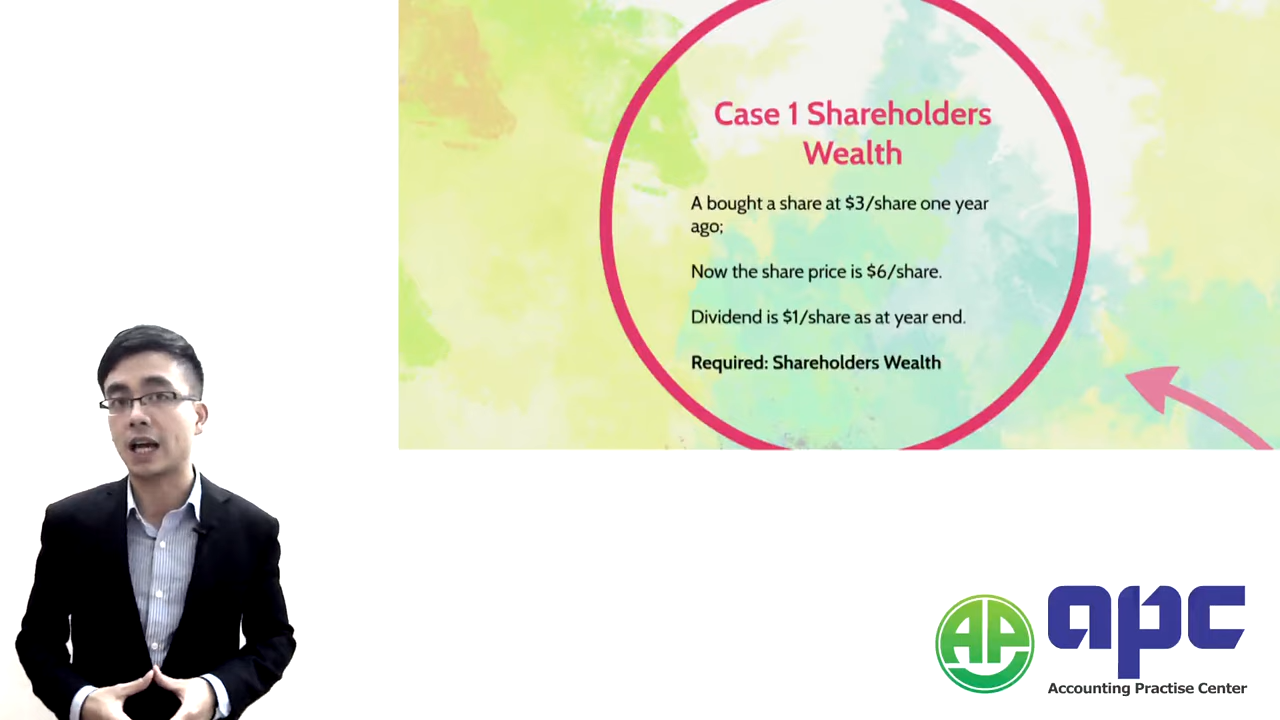 Case 1 Shareholders
Wealth
A bought a share at $3/share one year
ago;
Now the share price is $6/share.
Dividend is $1/share as at year end.
Required: Shareholders Wealth
AP
apc
Accounting Practise Center